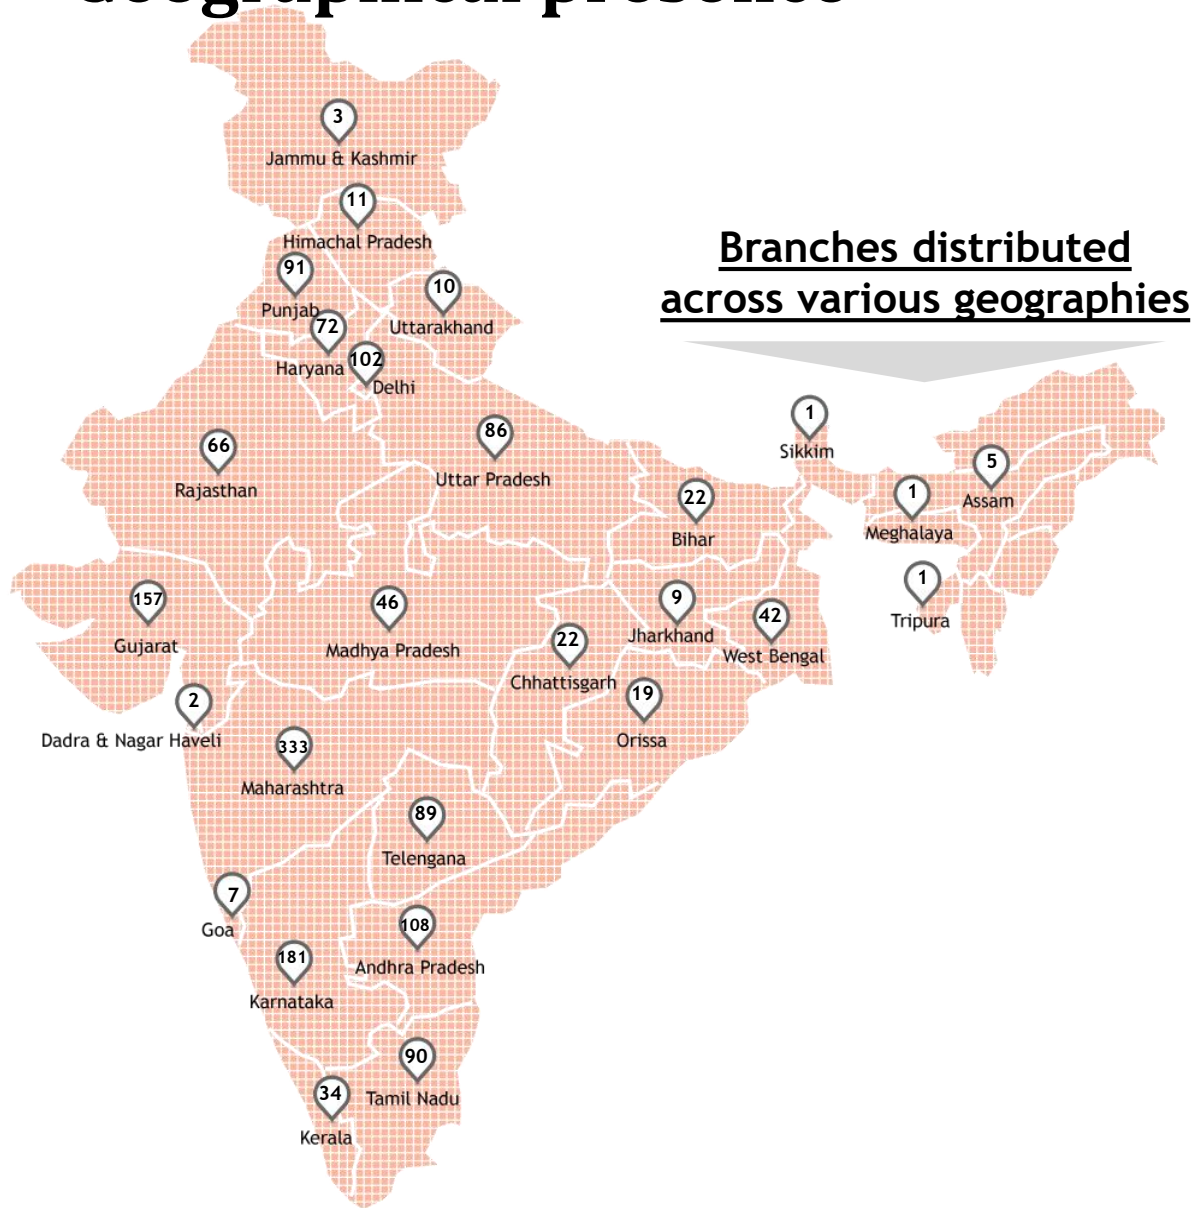 Geographical presence
3
Jammu & Kashmir
11
Himachal Pradesh
91
Punjab
10
Uttarakhand
72
Haryana
102
Delhi
Branches distributed
across various geographies
66
Rajasthan
86
Uttar Pradesh
1
Sikkim
5
Assam
22
Bihar
1
Meghalaya
1
Tripura
157
Gujarat
46
Madhya Pradesh
9
Jharkhand
42
West Bengal
22
Chhattisgarh
19
Orissa
2
Dadra & Nagar Haveli
333
Maharashtra
89
Telengana
7
Goa
108
Andhra Pradesh
181
Karnataka
90
Tamil Nadu
34
Kerala